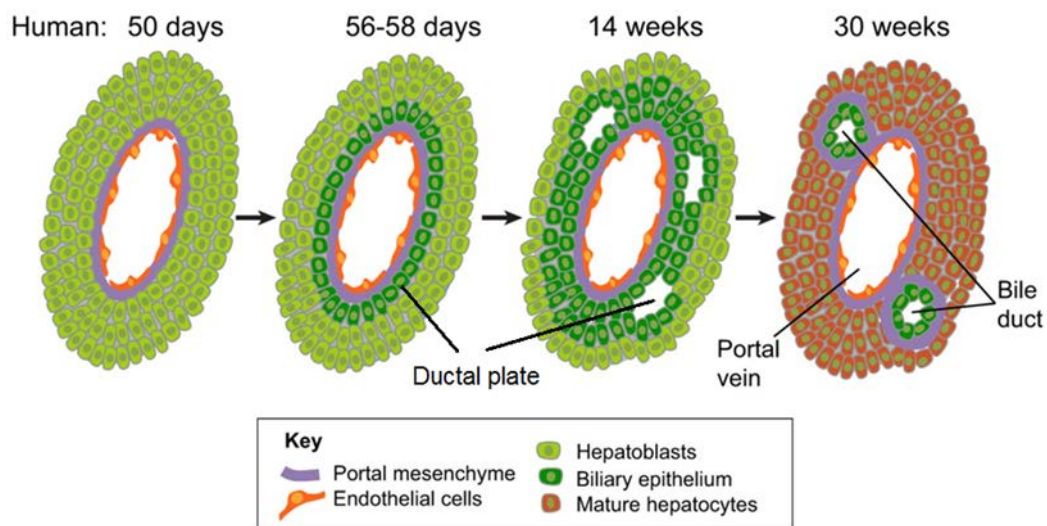 Human: 50 days
56-58 days
14 weeks
30 weeks
Ductal plate
Portal
vein
Bile
duct
Key
Portal mesenchyme
Endothelial cells
Hepatoblasts
Biliary epithelium
Mature hepatocytes